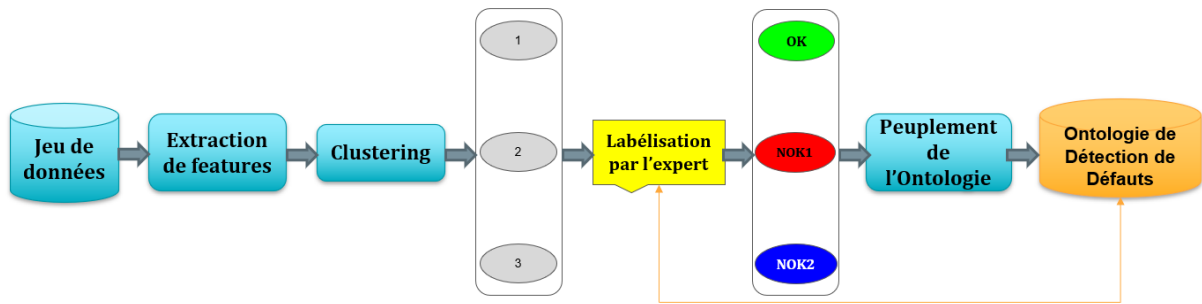 Jeu de
données
Extraction
de features
Clustering
1
2
3
Labélisation
par l'expert
OK
NOK1
NOK2
Peuplement
de
l'Ontologie
Ontologie de
Détection de
Défauts